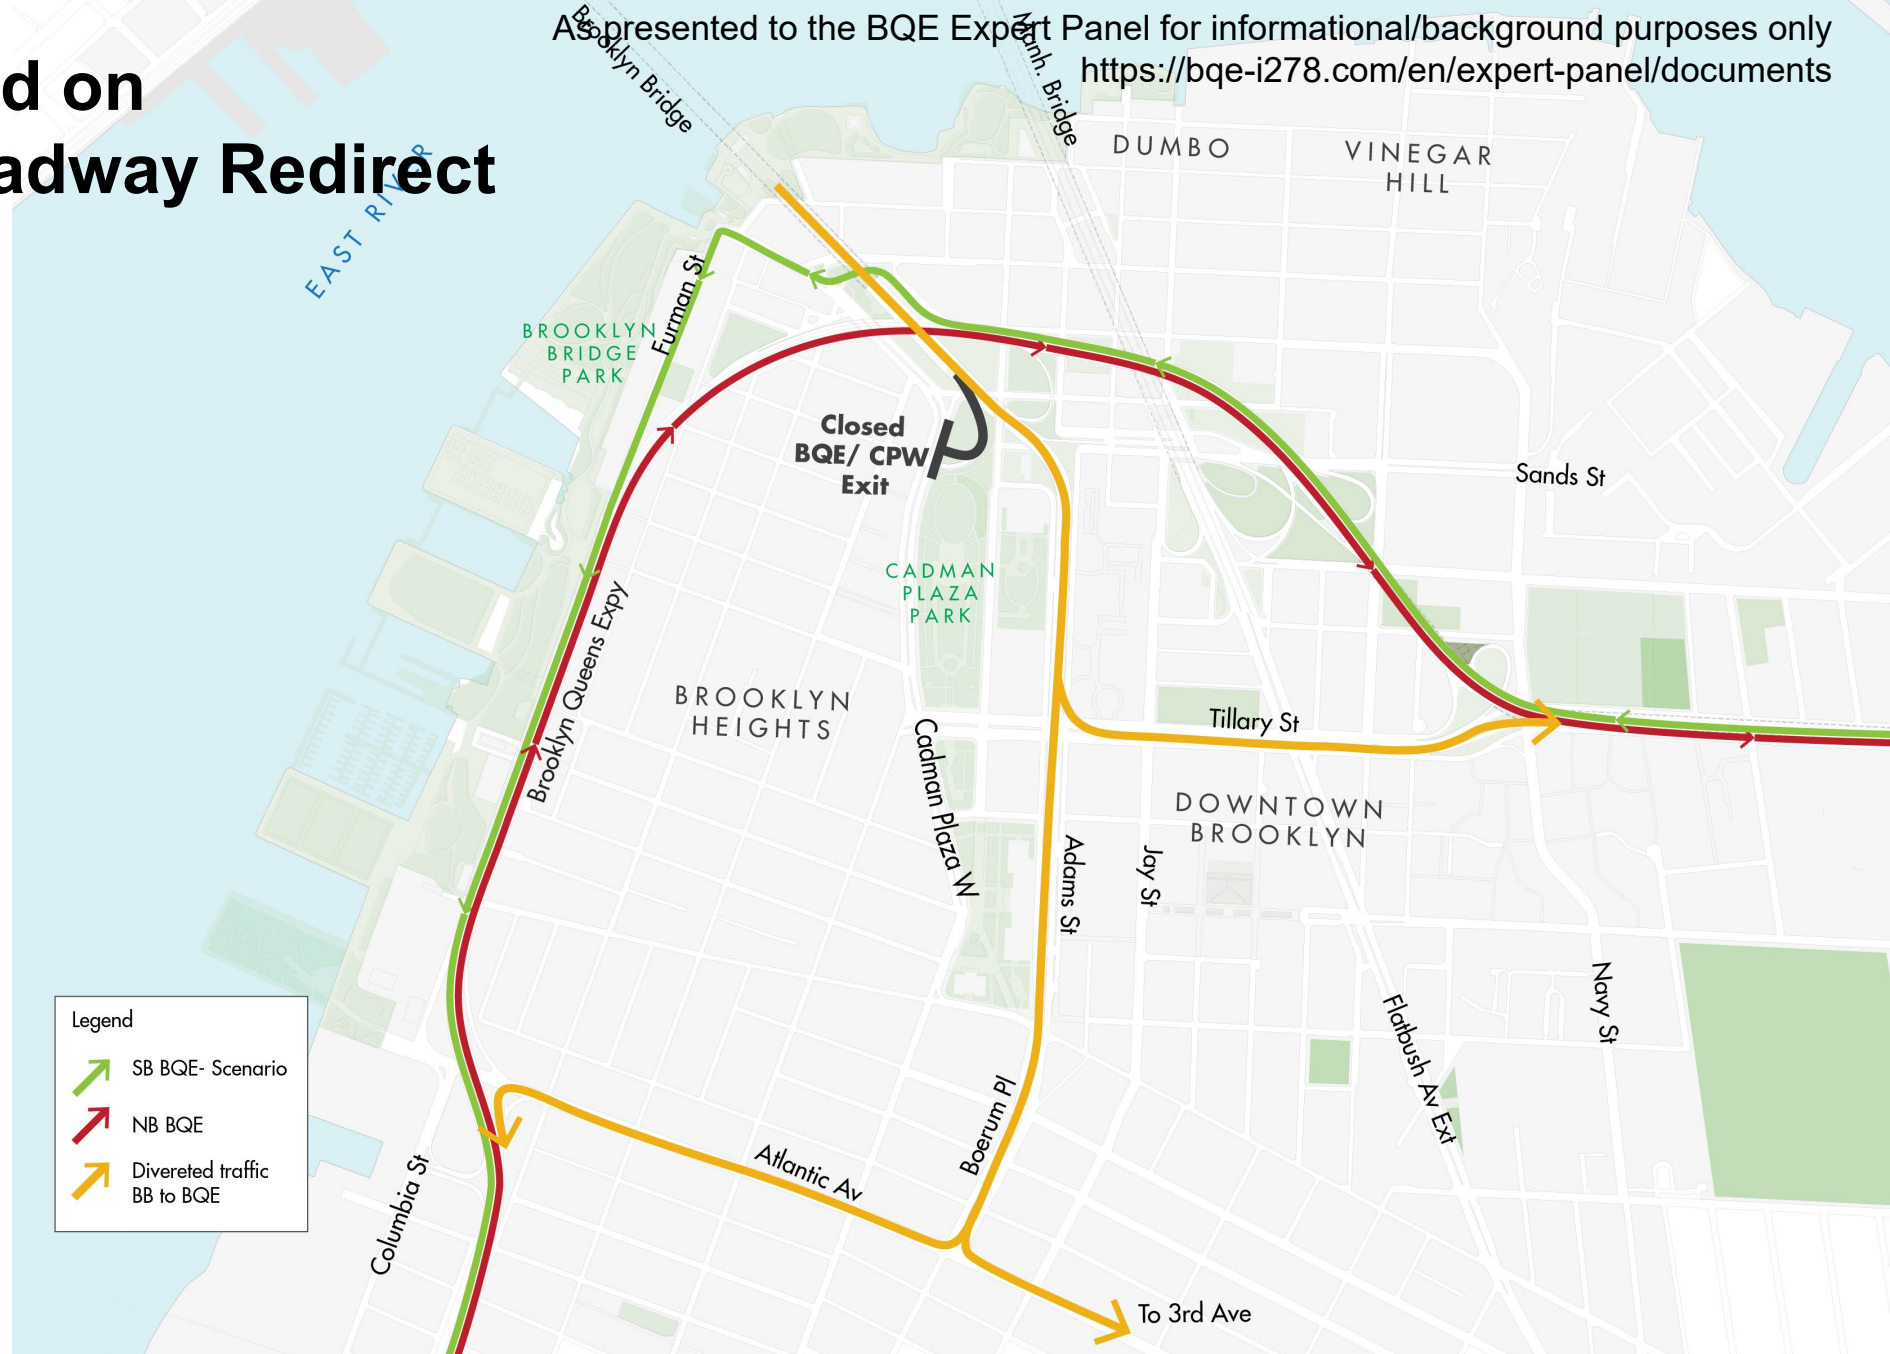 As presented to the BQE Expert Panel for informational/background purposes only
https://bqe-i278.com/en/expert-panel/documents
d on
adway Redirect
Brooklyn Bridge
Manh. Bridge
EAST RIVER
DUMBO
VINEGAR
HILL
Furman St
BROOKLYN
BRIDGE
PARK
Closed
BQE/ CPW
Exit
Sands St
CADMAN
PLAZA
PARK
Brooklyn Queens Expy
BROOKLYN
HEIGHTS
Cadman Plaza W
Tillary St
DOWNTOWN
BROOKLYN
Adams St
Jay St
Navy St
Flatbush Av Ext
Boerum Pl
Atlantic Av
Columbia St
To 3rd Ave
Legend
SB BQE- Scenario
NB BQE
Divereted traffic
BB to BQE